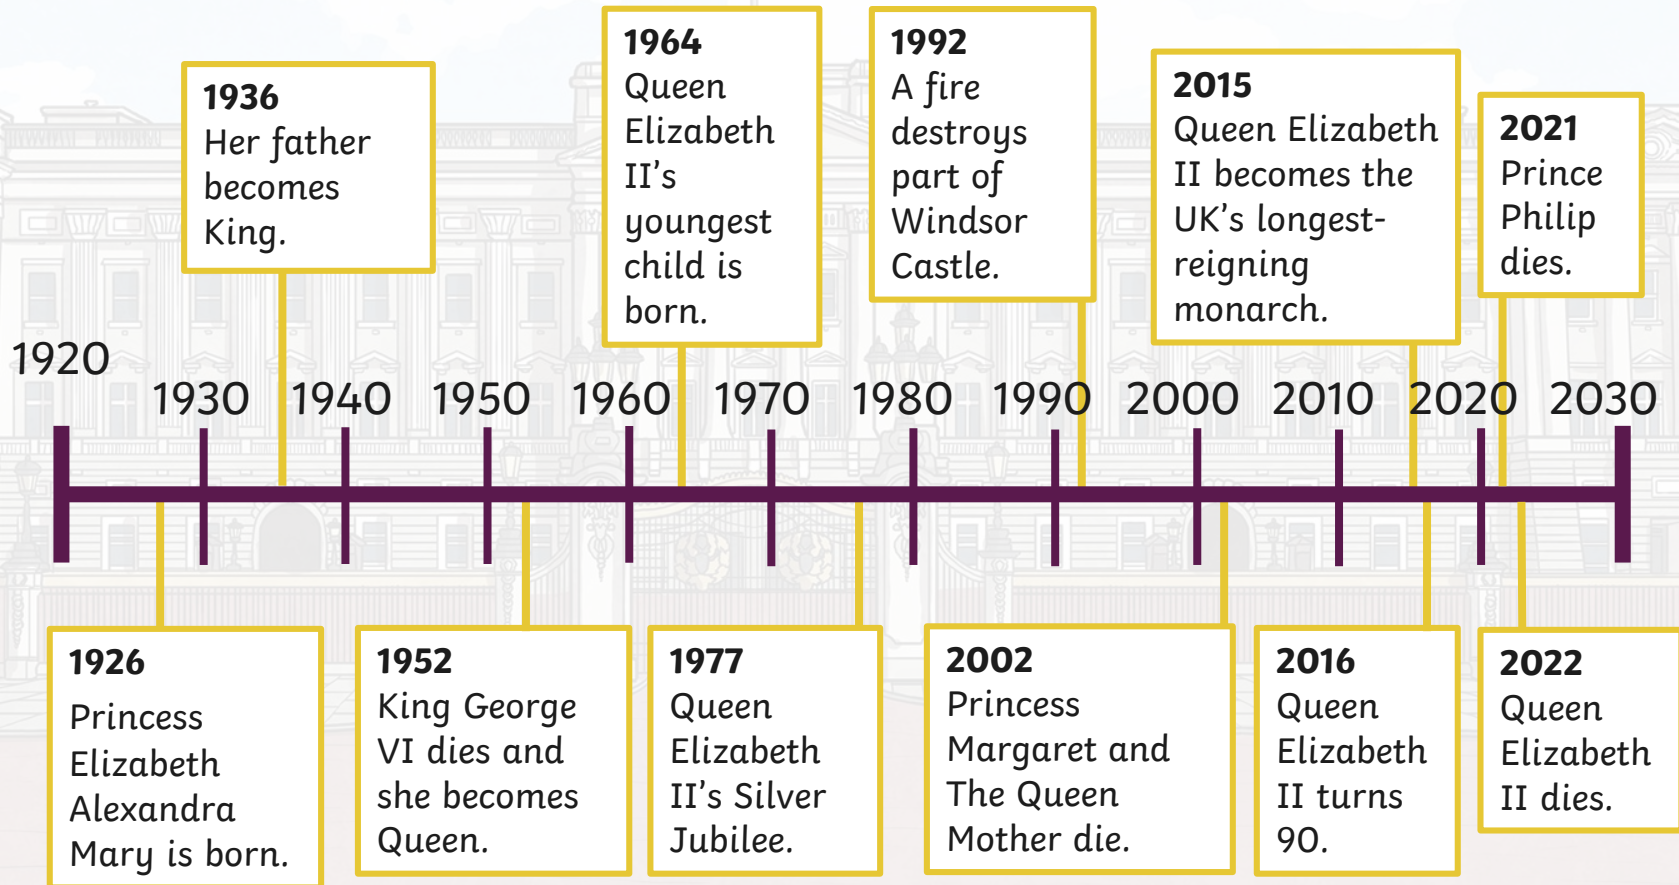 1936
Her father
becomes
King.
1964
Queen
Elizabeth
II's
youngest
child is
born.
1992
A fire
destroys
part of
Windsor
Castle.
2015
Queen Elizabeth
II becomes the
UK's longest-
reigning
monarch.
2021
Prince
Philip
dies.
1920
1930
1940
1950
1960
1970
1980
1990
2000
2010
2020
2030
1926
Princess
Elizabeth
Alexandra
Mary is born.
1952
King George
VI dies and
she becomes
Queen.
1977
Queen
Elizabeth
II's Silver
Jubilee.
2002
Princess
Margaret and
The Queen
Mother die.
2016
Queen
Elizabeth
II turns
90.
2022
Queen
Elizabeth
II dies.